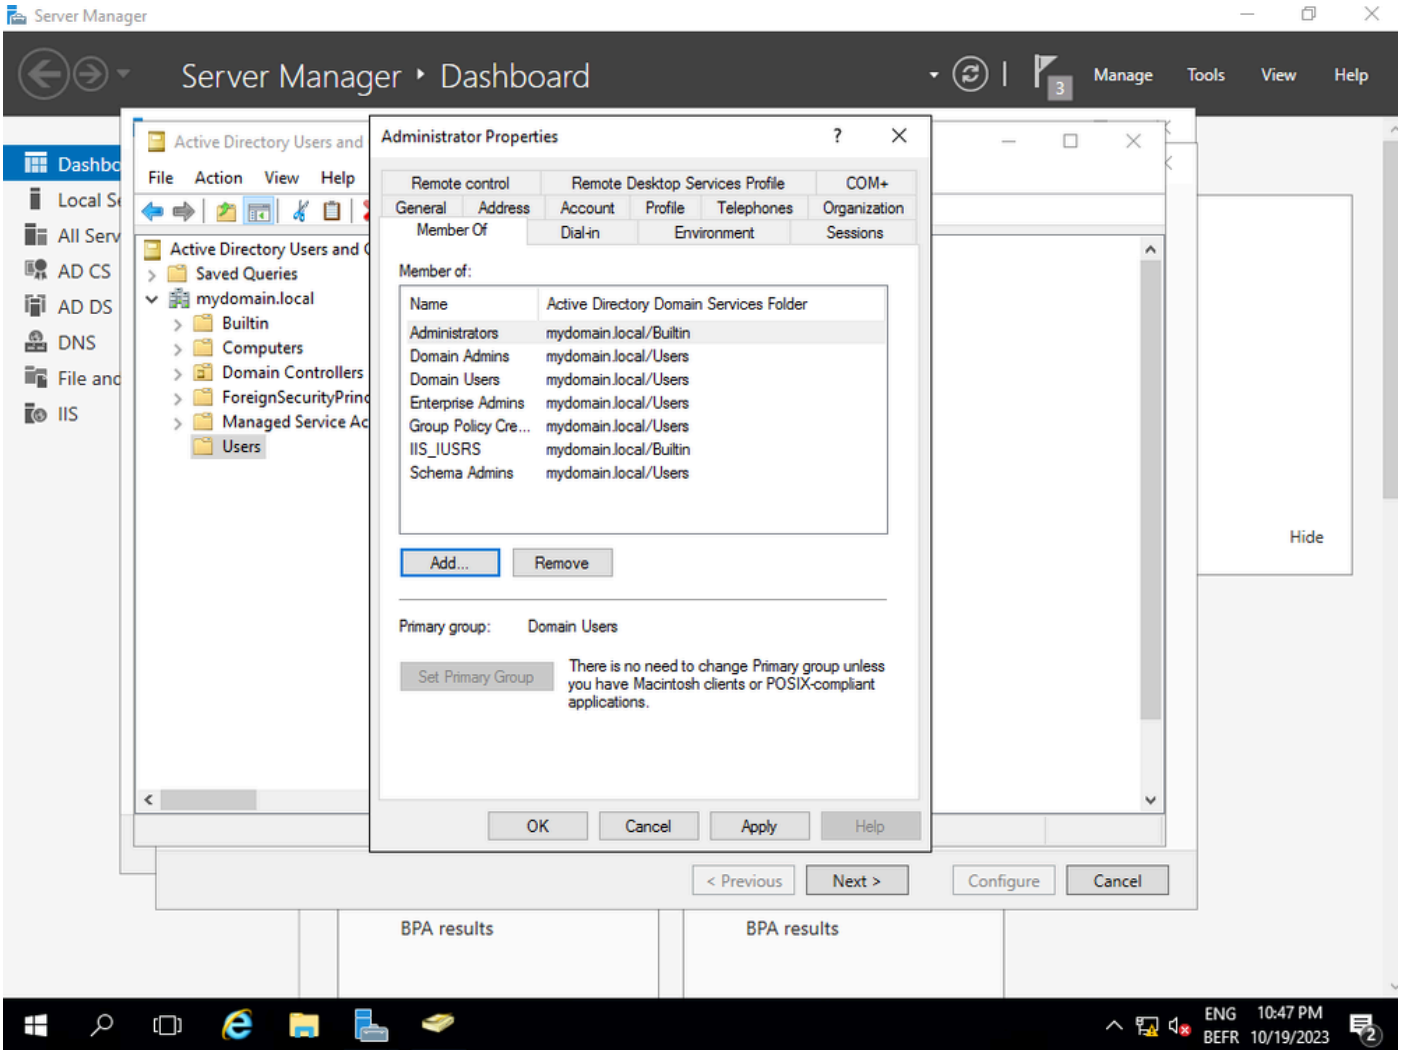 Server Manager
Server Manager • Dashboard
3
Manage Tools View Help
Dashbo
Local Se
All Serv
AD CS
AD DS
DNS
File and
IIS
Active Directory Users and
File Action View Help
Active Directory Users and C
Saved Queries
mydomain.local
Builtin
Computers
Domain Controllers
ForeignSecurityPrinc
Managed Service Ac
Users
Administrator Properties ?
Remote control Remote Desktop Services Profile COM+
General Address Account Profile Telephones Organization
Member Of Dial-in Environment Sessions
Member of:
Name Active Directory Domain Services Folder
Administrators mydomain.local/Builtin
Domain Admins mydomain.local/Users
Domain Users mydomain.local/Users
Enterprise Admins mydomain.local/Users
Group Policy Cre... mydomain.local/Users
IIS_IUSRS mydomain.local/Builtin
Schema Admins mydomain.local/Users
Add... Remove
Primary group: Domain Users
Set Primary Group
There is no need to change Primary group unless
you have Macintosh clients or POSIX-compliant
applications.
OK Cancel Apply Help
Hide
< Previous Next > Configure Cancel
BPA results BPA results
ENG 10:47 PM
BEFR 10/19/2023
2